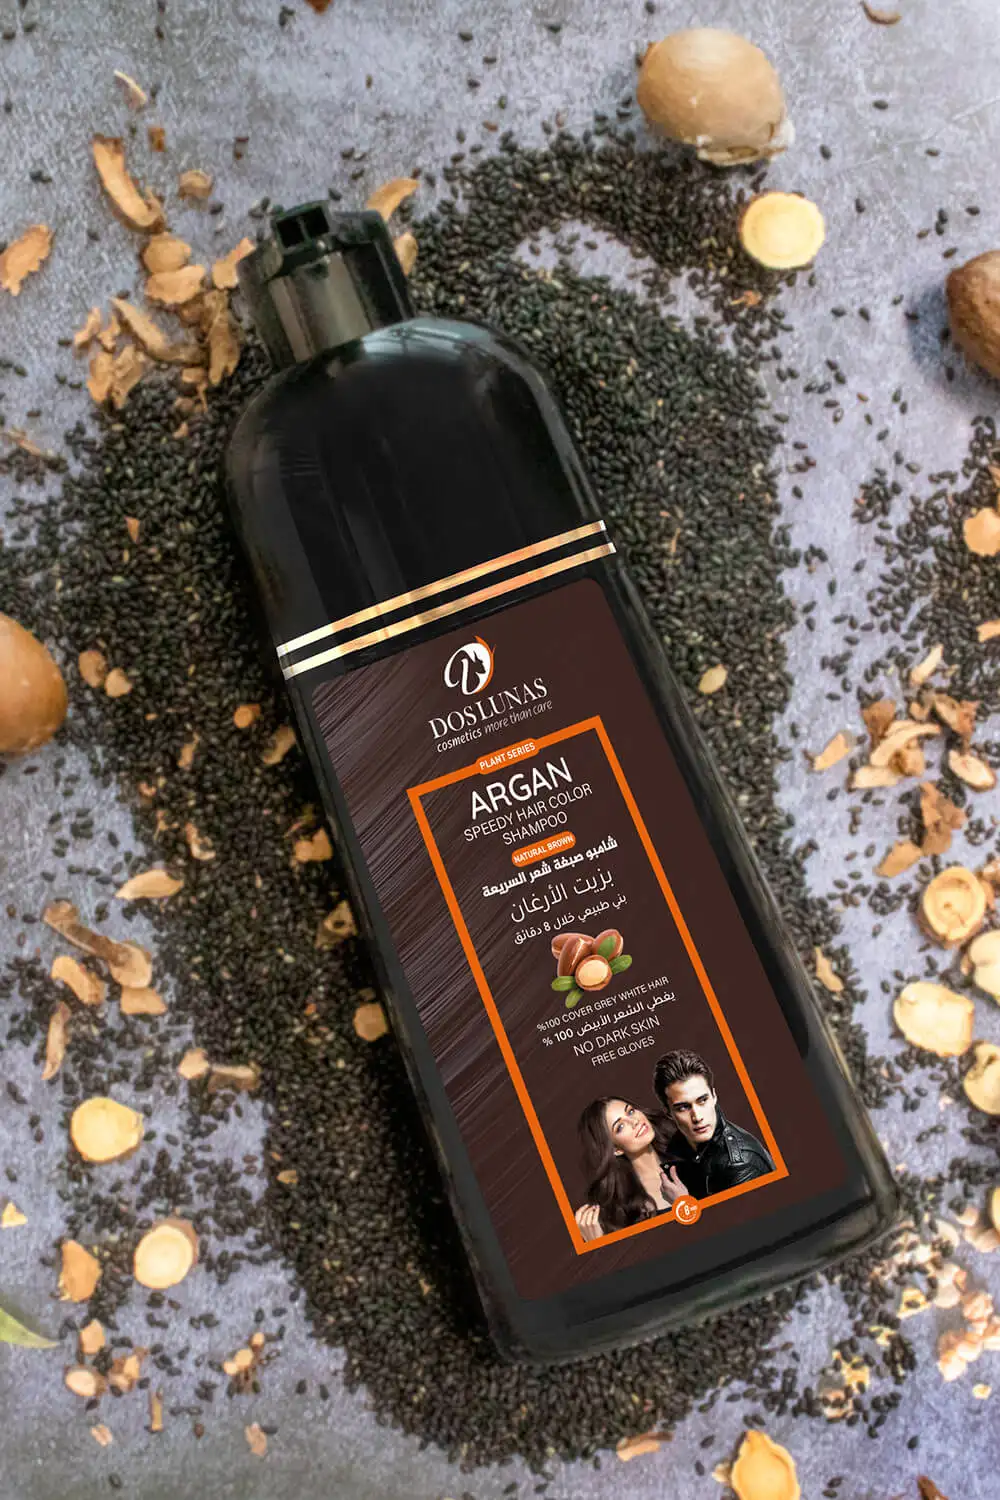 DOSLUNAS
cosmetics more than care
PLANT SERIES
ARGAN
SPEEDY HAIR COLOR
SHAMPOO
NATURAL BROWN
شامبو صبغة شعر السريعة
بزيت الأرغان
بني طبيعي خلال 8 دقائق
%100 COVER GREY WHITE HAIR
يغطي الشعر الأبيض 100 %
NO DARK SKIN
FREE GLOVES
8